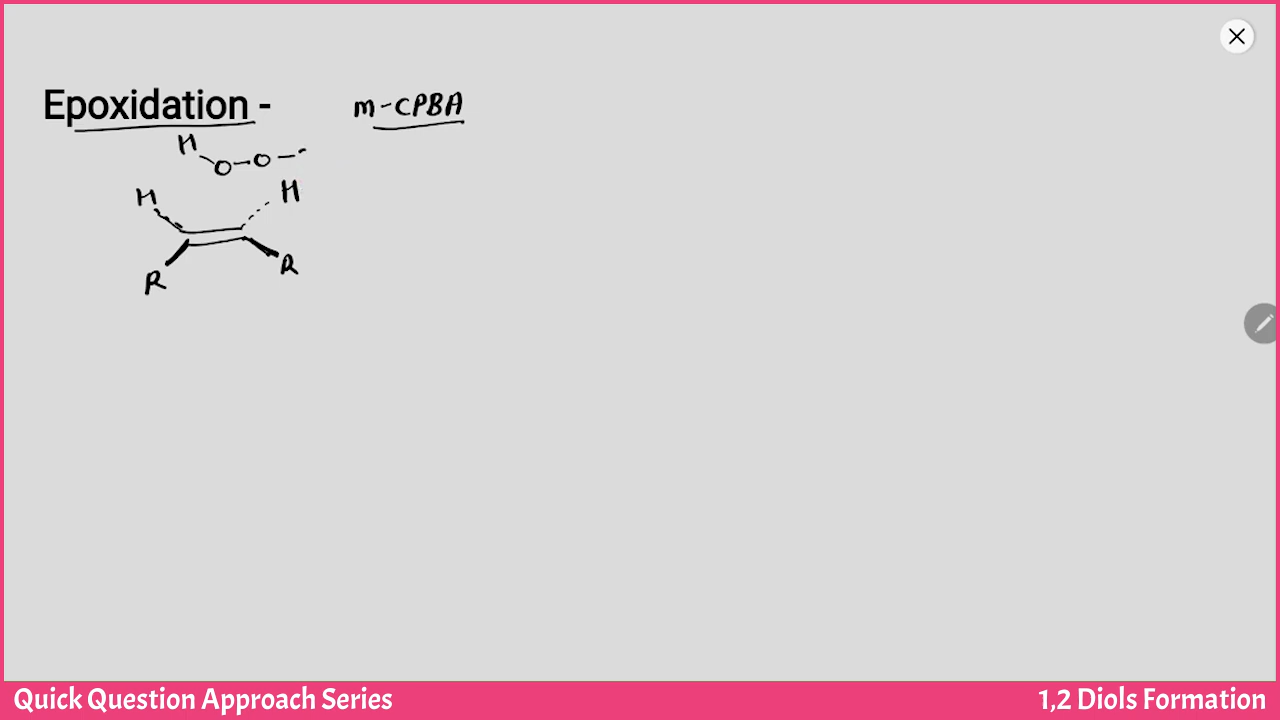 Epoxidation - m-CPBA
H
O-O-
H H
R R
Quick Question Approach Series
1,2 Diols Formation